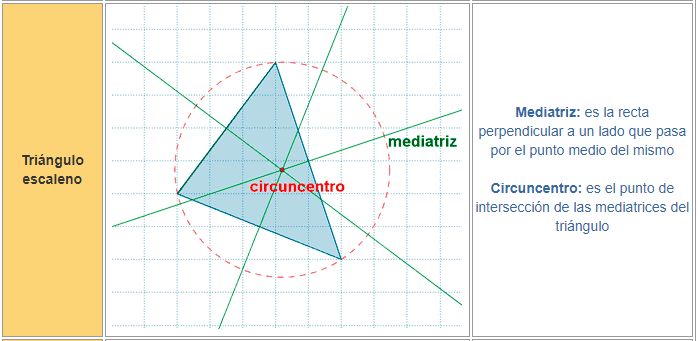 Triángulo
escaleno
mediatriz
circuncentro
Mediatriz: es la recta
perpendicular a un lado que pasa
por el punto medio del mismo
Circuncentro: es el punto de
intersección de las mediatrices del
triángulo